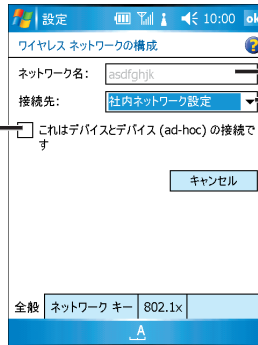 設定 10:00 ok
ワイヤレス ネットワークの構成 ?
ネットワーク名: asdfghjk
接続先: 社内ネットワーク設定
これはデバイスとデバイス (ad-hoc) の接続で
す
キャンセル
全般 ネットワーク キー 802.1x
A